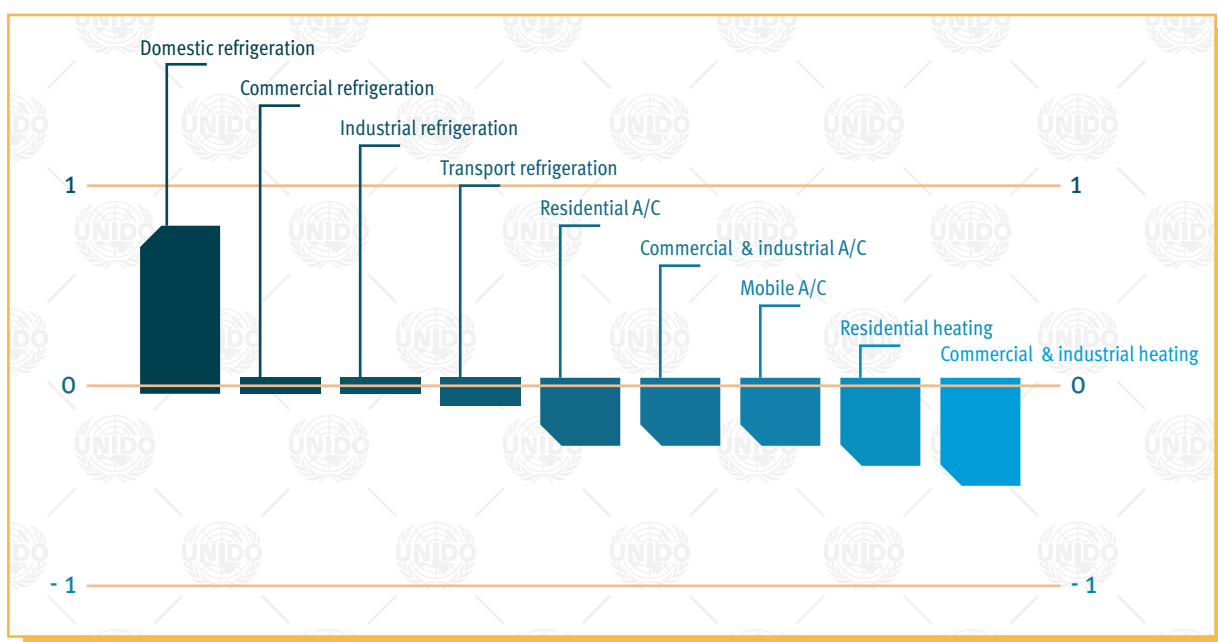 Domestic refrigeration
Commercial refrigeration
Industrial refrigeration
Transport refrigeration
1
1
Residential A/C
Commercial & industrial A/C
Mobile A/C
Residential heating
Commercial & industrial heating
0
0
- 1
- 1
UNIDO